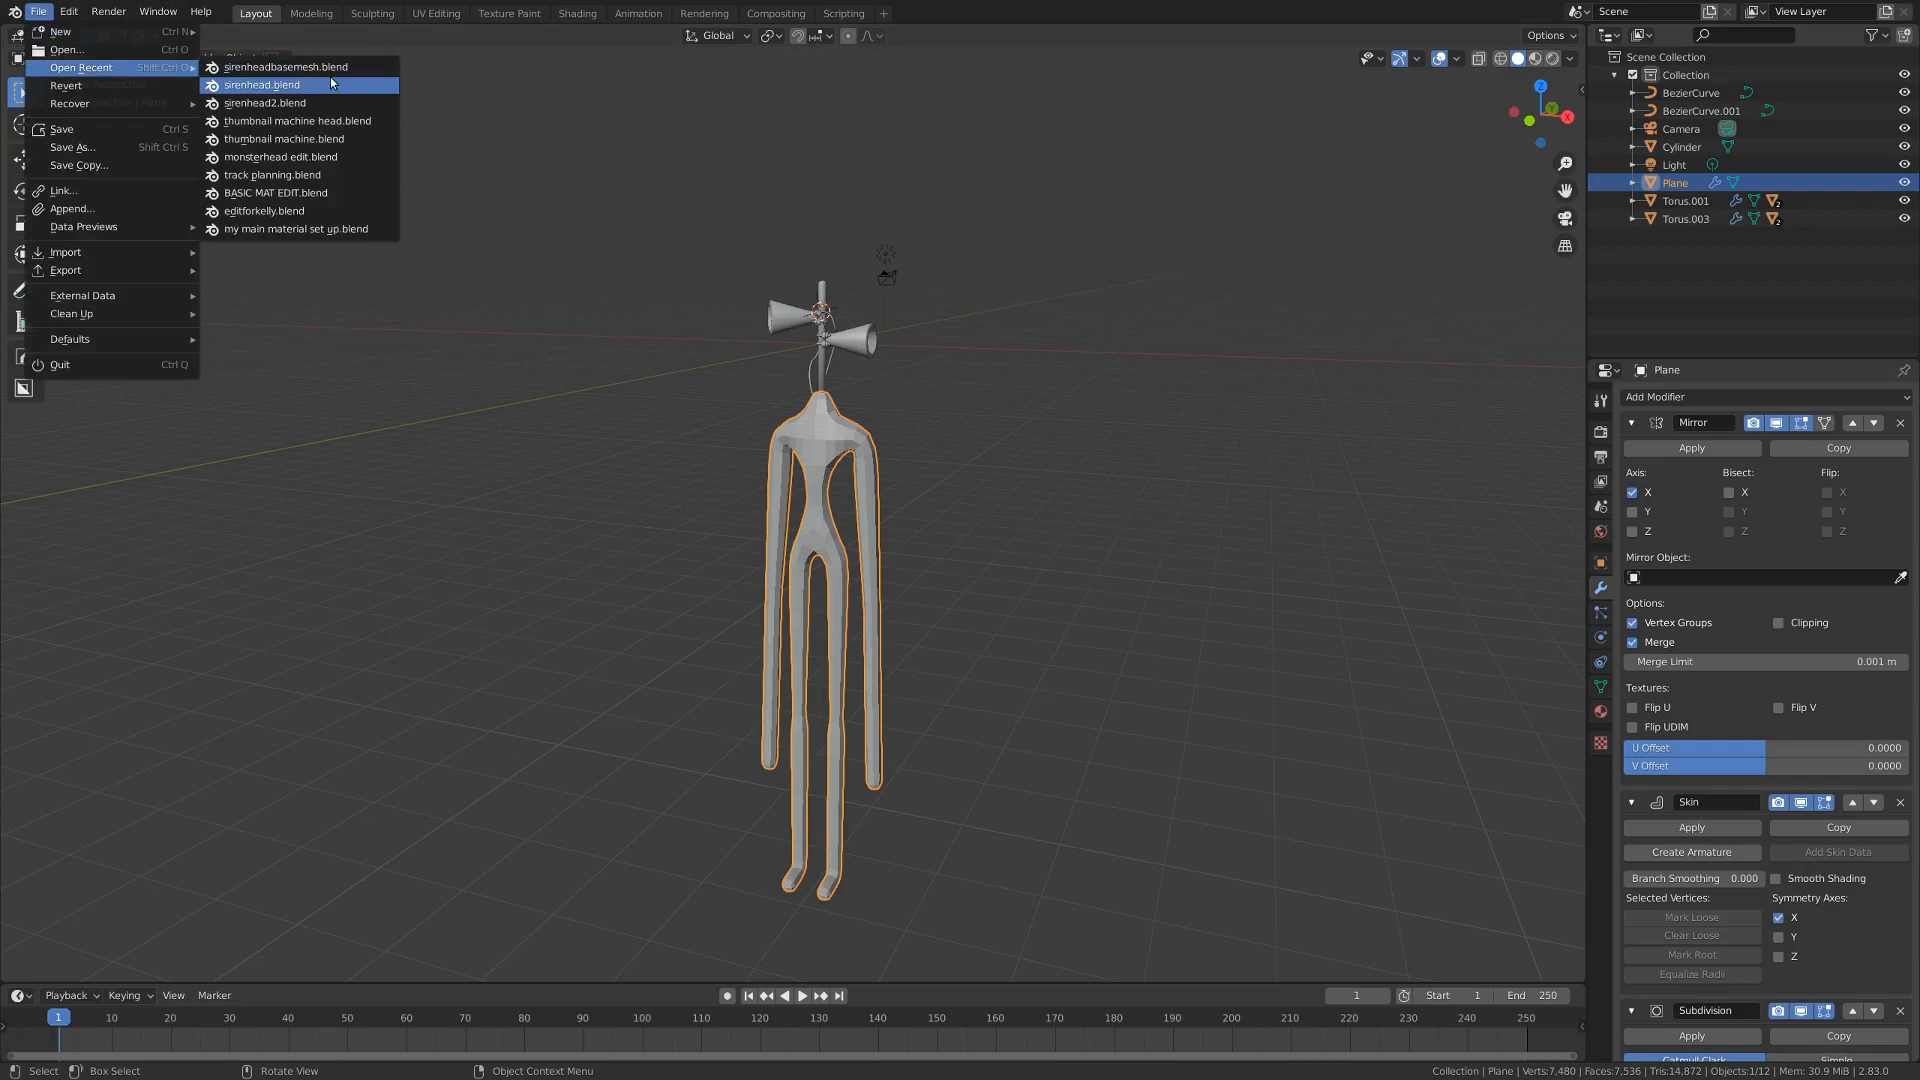 File Edit Render Window Help Layout Modeling Sculpting UV Editing Texture Paint Shading Animation Rendering Compositing Scripting + Scene View Layer
Global Options
New Ctrl N
Open... Ctrl O
Open Recent Shift Ctrl O
Revert
Recover
Save Ctrl S
Save As... Shift Ctrl S
Save Copy...
Link...
Append...
Data Previews
Import
Export
External Data
Clean Up
Defaults
Quit Ctrl Q
sirenheadbasemesh.blend
sirenhead.blend
sirenhead2.blend
thumbnail machine head.blend
thumbnail machine.blend
monsterhead edit.blend
track planning.blend
BASIC MAT EDIT.blend
editforkelly.blend
my main material set up.blend
Z
X
Scene Collection
Collection
BezierCurve
BezierCurve.001
Camera
Cylinder
Light
Plane
Torus.001 2
Torus.003 2
Plane
Add Modifier
Mirror
Apply Copy
Axis: Bisect: Flip:
X X X
Y Y Y
Z Z Z
Mirror Object:
Options:
Vertex Groups Clipping
Merge
Merge Limit 0.001 m
Textures:
Flip U Flip V
Flip UDIM
U Offset 0.0000
V Offset 0.0000
Skin
Apply Copy
Create Armature Add Skin Data
Branch Smoothing 0.000 Smooth Shading
Selected Vertices: Symmetry Axes:
Mark Loose X
Clear Loose Y
Mark Root Z
Equalize Radii
Subdivision
Apply Copy
Catmull-Clark Simple
Playback Keying View Marker 1 Start 1 End 250
1 10 20 30 40 50 60 70 80 90 100 110 120 130 140 150 160 170 180 190 200 210 220 230 240 250
Select Box Select Rotate View Object Context Menu Collection | Plane | Verts:7,480 | Faces:7,536 | Tris:14,872 | Objects:1/12 | Mem: 30.9 MiB | 2.83.0